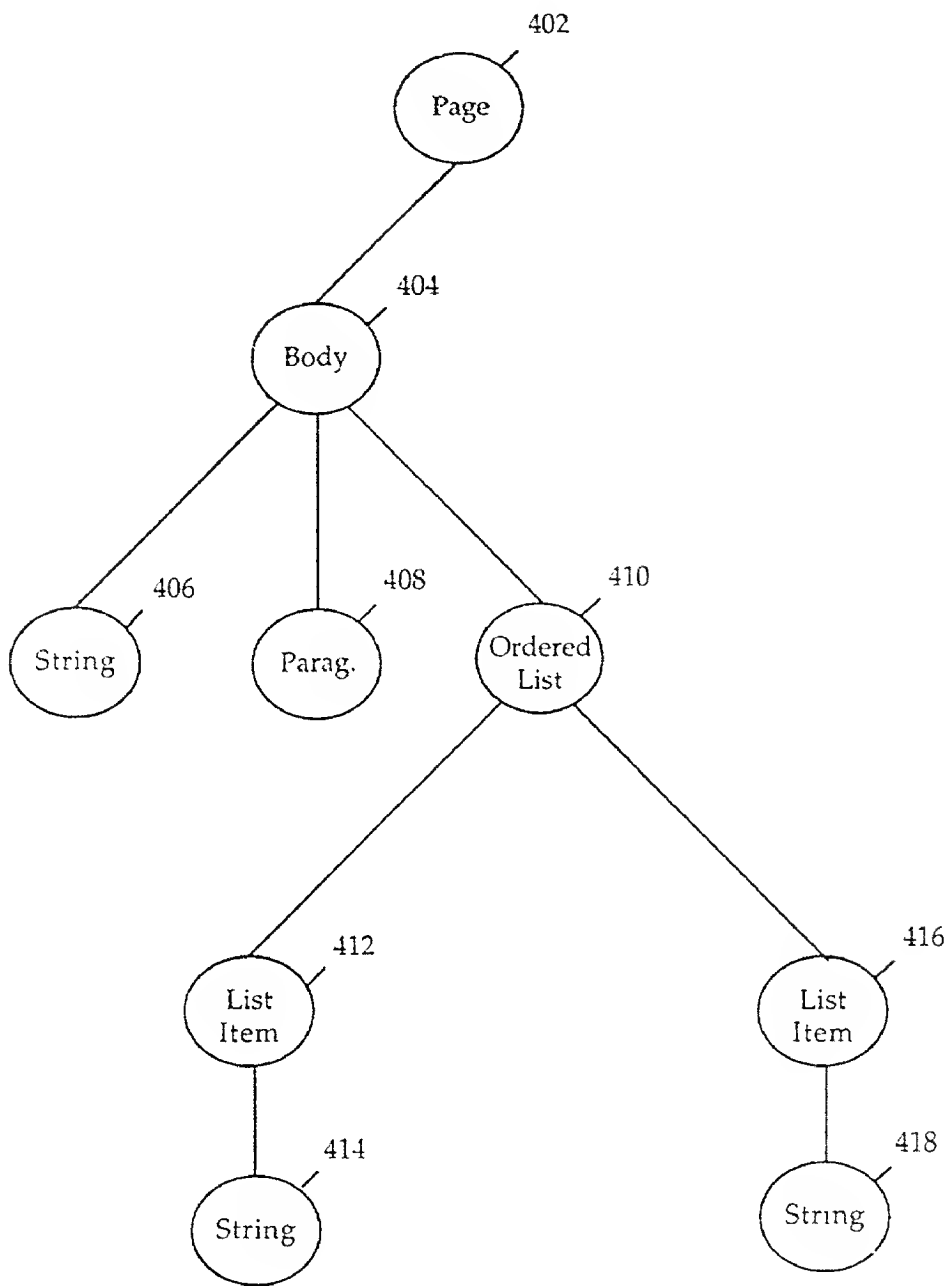 402
Page
404
Body
406
408
410
String
Parag.
Ordered
List
412
416
List
Item
List
Item
414
418
String
String